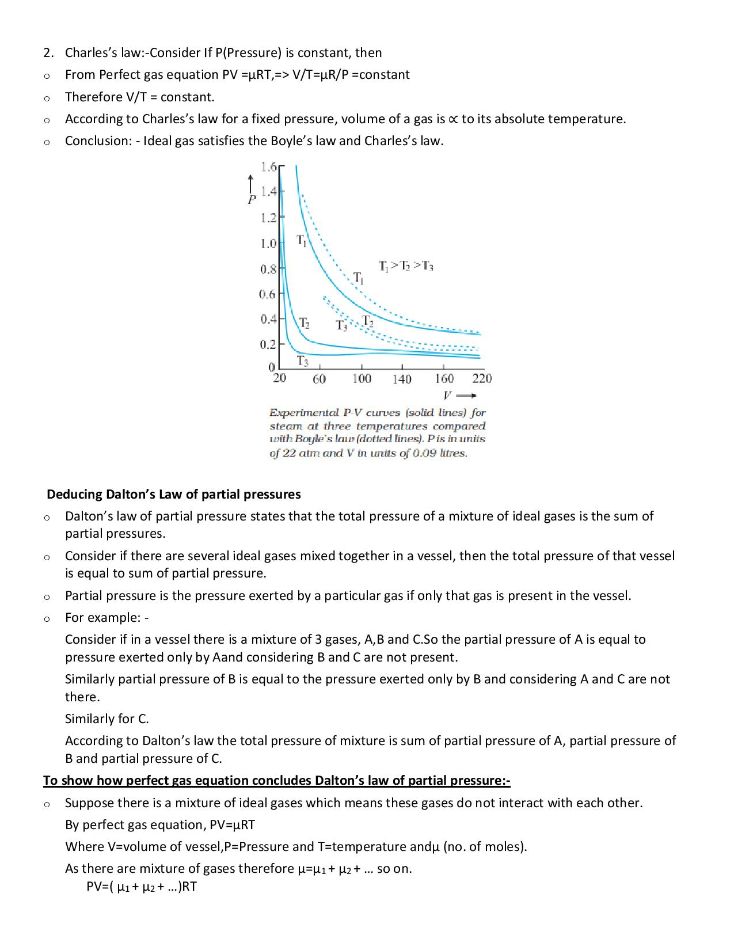 2. Charles's law:-Consider If P(Pressure) is constant, then
o From Perfect gas equation PV =μRT,=> V/T=μR/P =constant
o Therefore V/T = constant.
o According to Charles's law for a fixed pressure, volume of a gas is ∝ to its absolute temperature.
o Conclusion: - Ideal gas satisfies the Boyle's law and Charles's law.
1.6
↑
P 1.4
1.2
1.0 T₁
0.8 T₁ T₁>T₂>T₃
0.6
0.4 T₂ T₃ T₂
0.2
T₃
0
20 60 100 140 160 220
V →
Experimental P-V curves (solid lines) for
steam at three temperatures compared
with Boyle's law (dotted lines). P is in units
of 22 atm and V in units of 0.09 litres.
Deducing Dalton's Law of partial pressures
o Dalton's law of partial pressure states that the total pressure of a mixture of ideal gases is the sum of
partial pressures.
o Consider if there are several ideal gases mixed together in a vessel, then the total pressure of that vessel
is equal to sum of partial pressure.
o Partial pressure is the pressure exerted by a particular gas if only that gas is present in the vessel.
o For example: -
Consider if in a vessel there is a mixture of 3 gases, A,B and C.So the partial pressure of A is equal to
pressure exerted only by Aand considering B and C are not present.
Similarly partial pressure of B is equal to the pressure exerted only by B and considering A and C are not
there.
Similarly for C.
According to Dalton's law the total pressure of mixture is sum of partial pressure of A, partial pressure of
B and partial pressure of C.
To show how perfect gas equation concludes Dalton's law of partial pressure:-
o Suppose there is a mixture of ideal gases which means these gases do not interact with each other.
By perfect gas equation, PV=μRT
Where V=volume of vessel,P=Pressure and T=temperature andμ (no. of moles).
As there are mixture of gases therefore μ=μ₁+ μ₂+ … so on.
PV=( μ₁+ μ₂+ …)RT